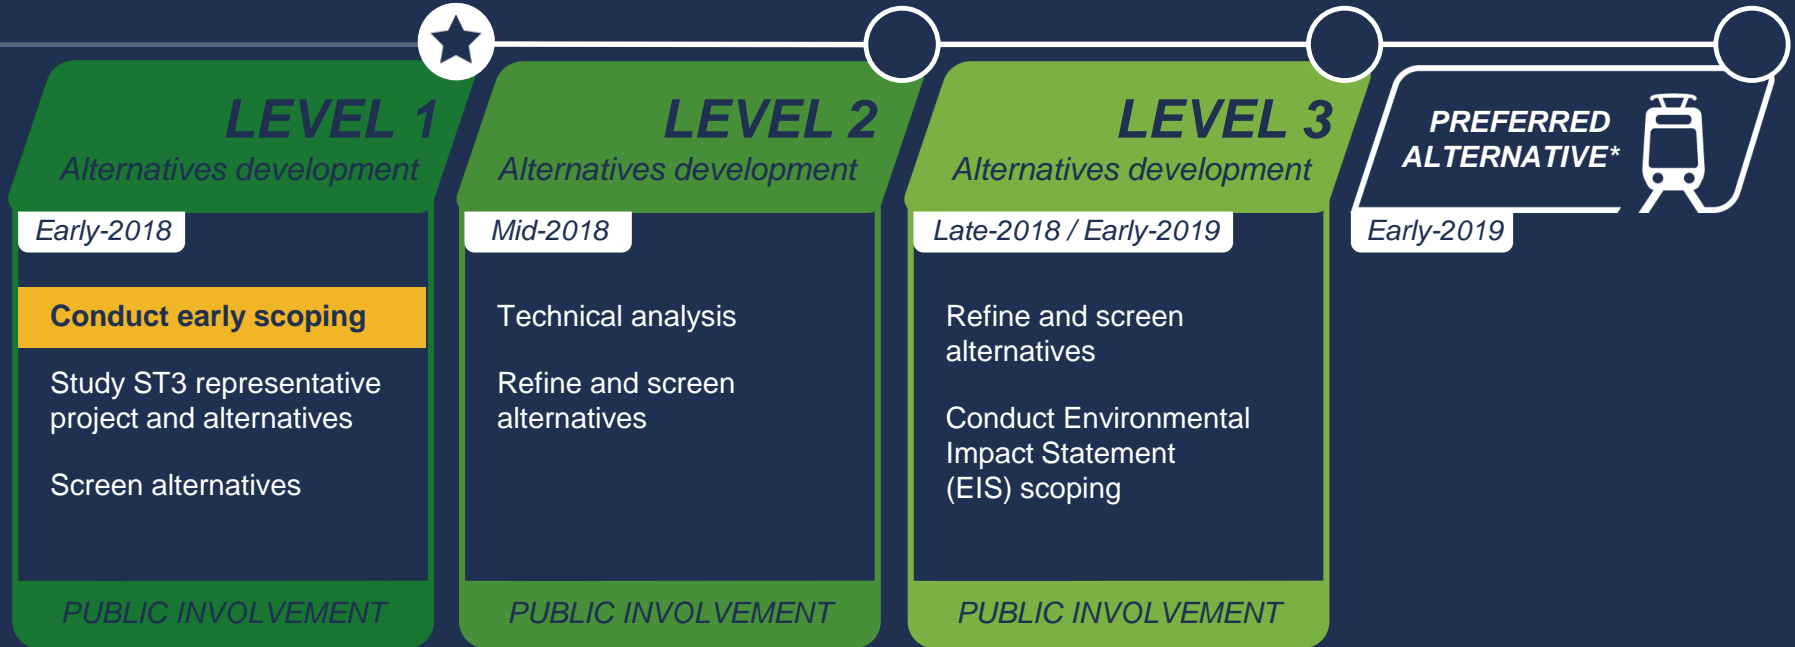 LEVEL 1
Alternatives development
Early-2018
Conduct early scoping
Study ST3 representative
project and alternatives
Screen alternatives
PUBLIC INVOLVEMENT
LEVEL 2
Alternatives development
Mid-2018
Technical analysis
Refine and screen
alternatives
PUBLIC INVOLVEMENT
LEVEL 3
Alternatives development
Late-2018 / Early-2019
Refine and screen
alternatives
Conduct Environmental
Impact Statement
(EIS) scoping
PUBLIC INVOLVEMENT
PREFERRED
ALTERNATIVE*
Early-2019